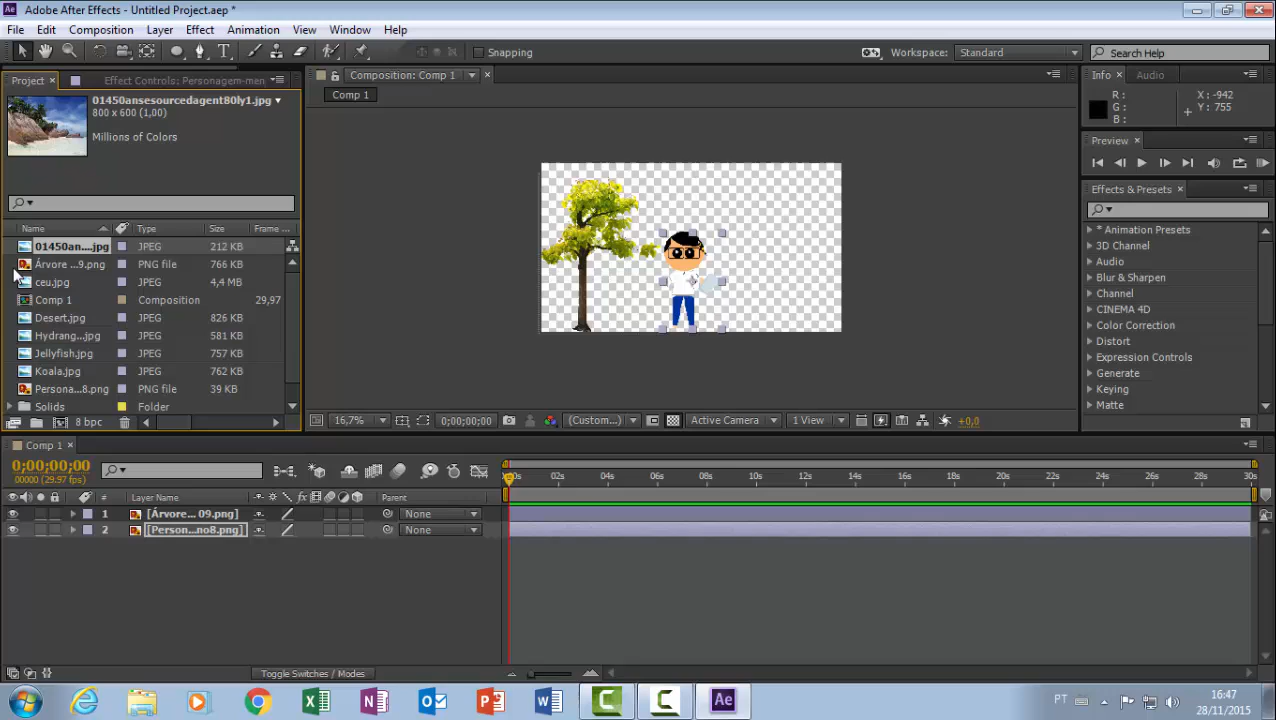 Adobe After Effects - Untitled Project.aep *
File Edit Composition Layer Effect Animation View Window Help
Snapping Workspace: Standard Search Help
Project Effect Controls: Personagem-men Composition: Comp 1 Info Audio
01450ansesourcedagent80ly1.jpg
800 x 600 (1,00)
Millions of Colors
Comp 1
R: X: -942
G: Y: 755
B:
Preview
Effects & Presets
Name Type Size Frame ...
01450an....jpg JPEG 212 KB
Árvore ...9.png PNG file 766 KB
ceu.jpg JPEG 4,4 MB
Comp 1 Composition 29,97
Desert.jpg JPEG 826 KB
Hydrang...jpg JPEG 581 KB
Jellyfish.jpg JPEG 757 KB
Koala.jpg JPEG 762 KB
Persona...8.png PNG file 39 KB
Solids Folder
8 bpc
* Animation Presets
3D Channel
Audio
Blur & Sharpen
Channel
CINEMA 4D
Color Correction
Distort
Expression Controls
Generate
Keying
Matte
16,7% 0;00;00;00 (Custom...) Active Camera 1 View +0,0
Comp 1
0;00;00;00
00000 (29.97 fps)
02s 04s 06s 08s 10s 12s 14s 16s 18s 20s 22s 24s 26s 28s 30s
# Layer Name Parent
1 [Árvore... 09.png] None
2 [Person...no8.png] None
Toggle Switches / Modes
PT 16:47
28/11/2015